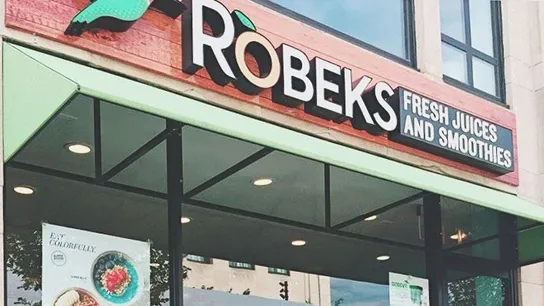 ROBEKS
FRESH JUICES
AND SMOOTHIES
EAT
COLORFULLY.